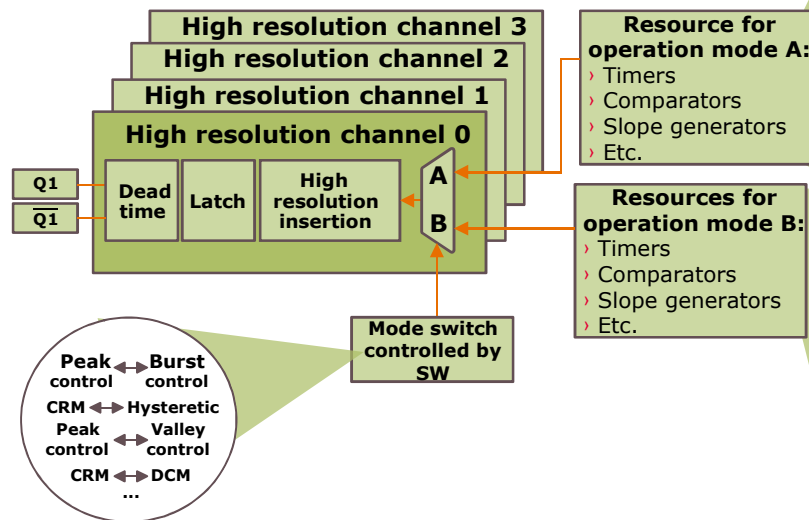 High resolution channel 3
High resolution channel 2
High resolution channel 1
High resolution channel 0
Q1
Q1
Dead
time
Latch
High
resolution
insertion
A
B
Resource for
operation mode A:
› Timers
› Comparators
› Slope generators
› Etc.
Resources for
operation mode B:
› Timers
› Comparators
› Slope generators
› Etc.
Mode switch
controlled by
SW
Peak Burst
control control
CRM Hysteretic
Peak Valley
control control
CRM DCM
...